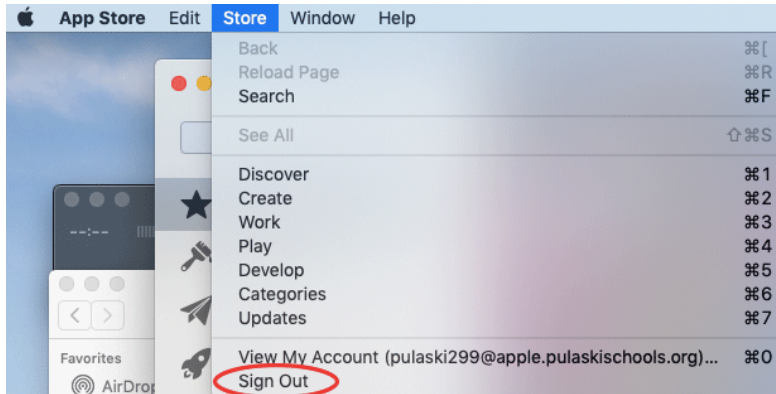 App Store Edit Store Window Help
Back ⌘[
Reload Page ⌘R
Search ⌘F
See All ⇧⌘S
Discover ⌘1
Create ⌘2
Work ⌘3
Play ⌘4
Develop ⌘5
Categories ⌘6
Updates ⌘7
View My Account (pulaski299@apple.pulaskischools.org)... ⌘0
Sign Out
--:--
Favorites
AirDrop